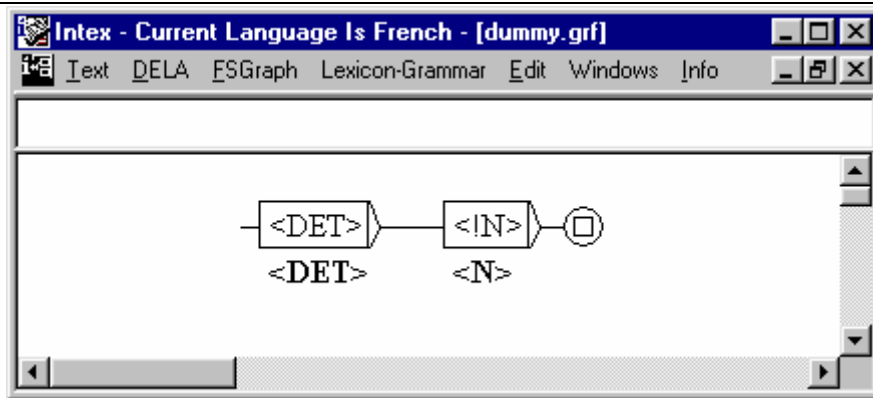 Intex - Current Language Is French - [dummy.grf]
Text DELA FSGraph Lexicon-Grammar Edit Windows Info
<DET> <!N>
<DET> <N>